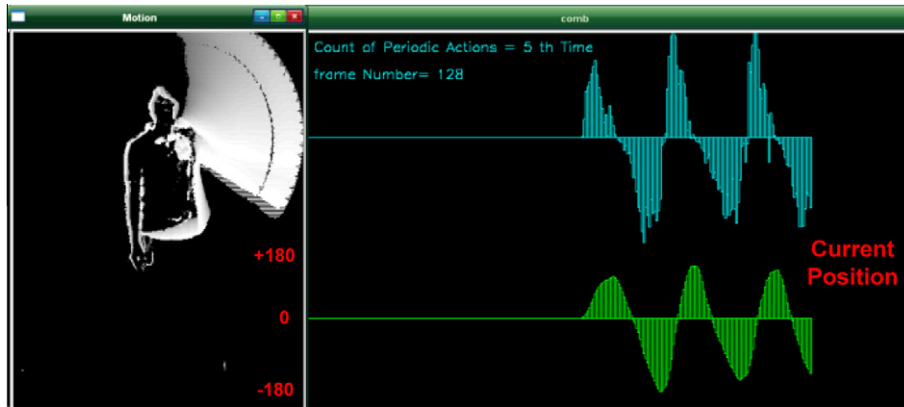 Motion
comb
Count of Periodic Actions = 5 th Time
frame Number= 128
+180
0
-180
Current
Position